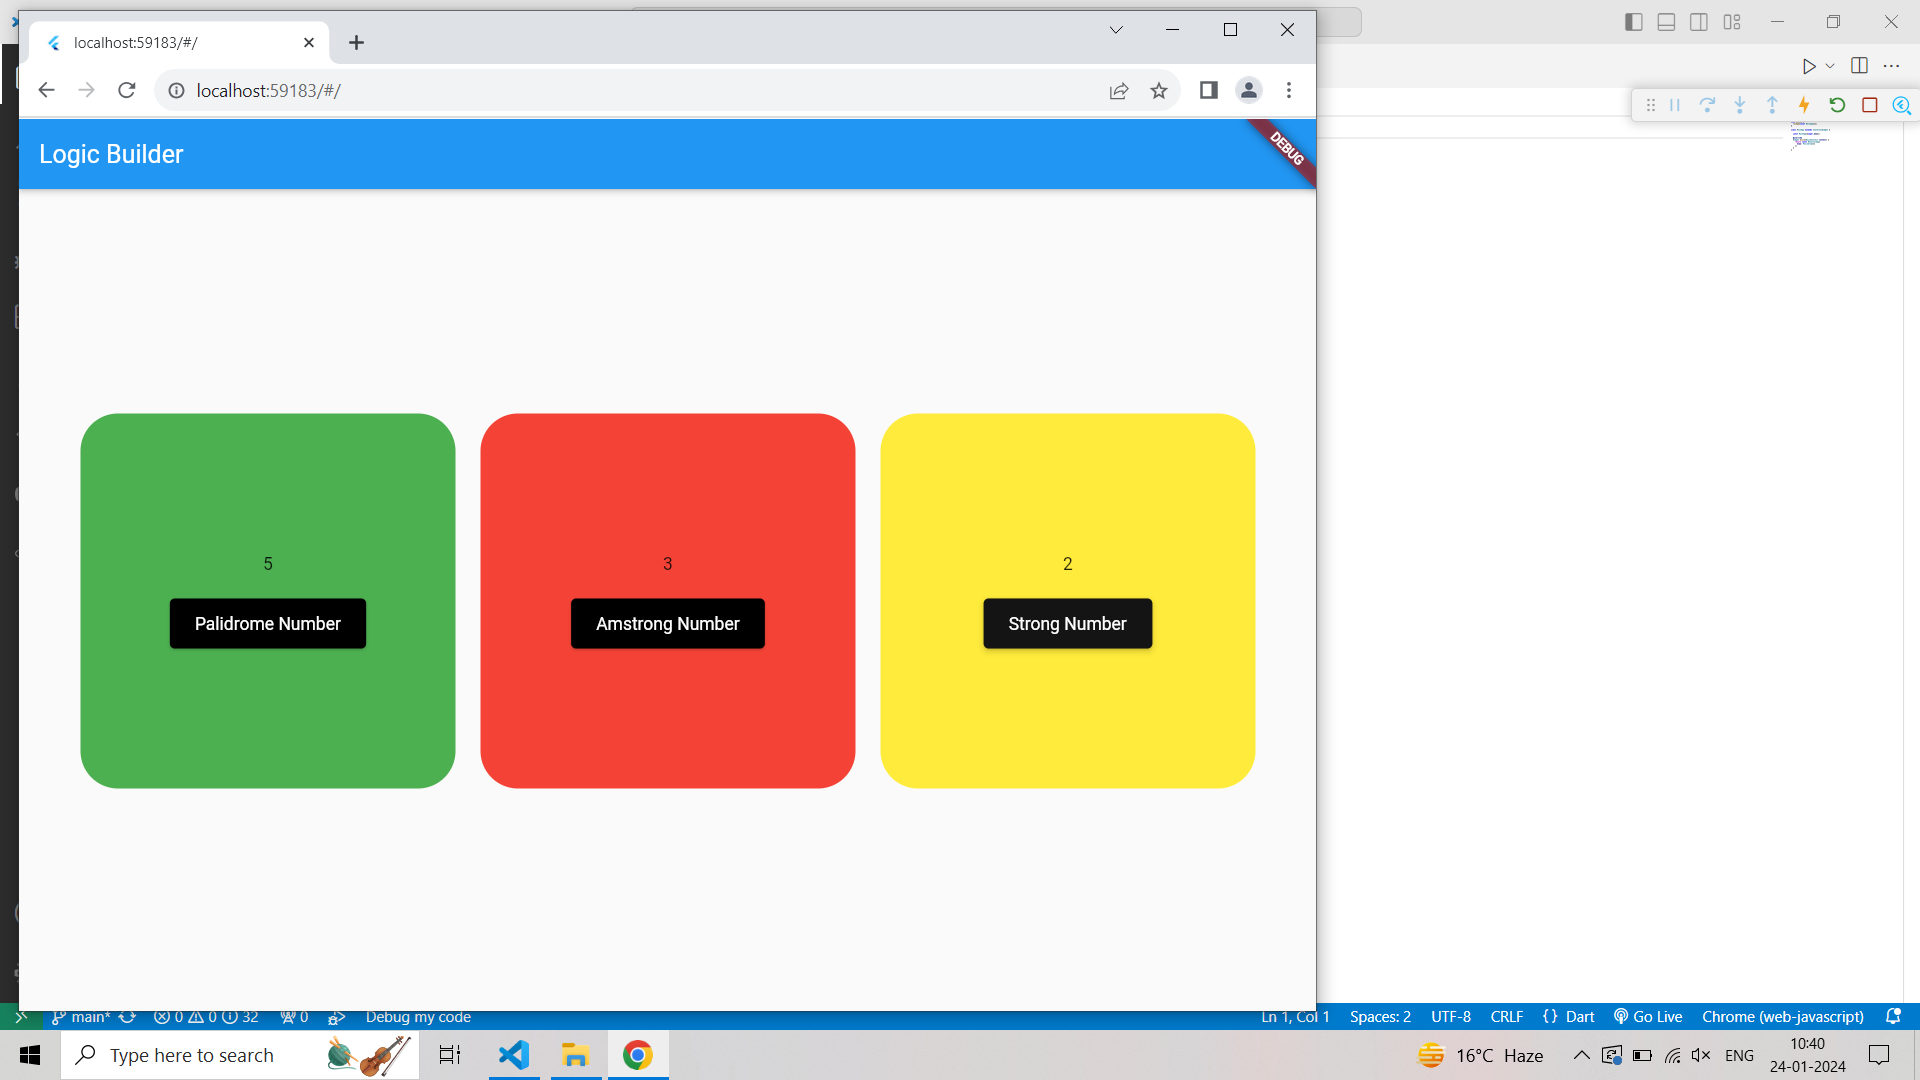 localhost:59183/#/
localhost:59183/#/
Logic Builder
DEBUG
5
3
2
Palidrome Number
Amstrong Number
Strong Number
main*
0 0 32
0
Debug my code
Ln 1, Col 1
Spaces: 2
UTF-8
CRLF
{} Dart
Go Live
Chrome (web-javascript)
Type here to search
16°C Haze
ENG
10:40
24-01-2024